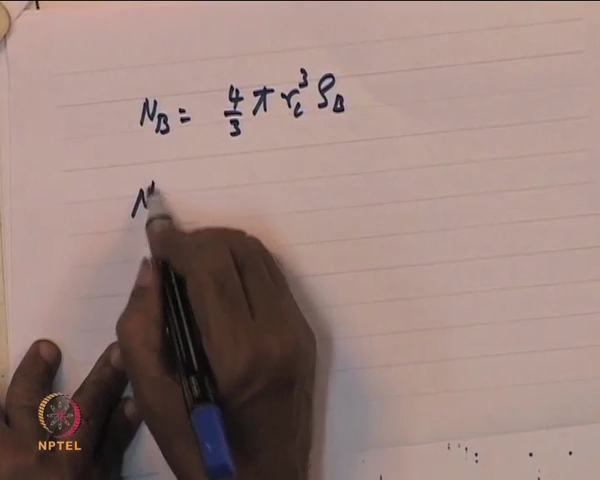 N_B = 4/3 π r_c^3 ρ_B
N
NPTEL